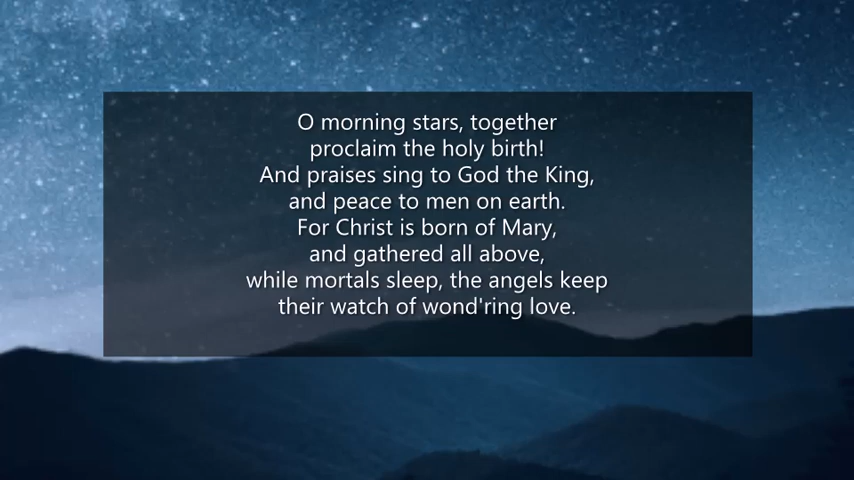 O morning stars, together
proclaim the holy birth!
And praises sing to God the King,
and peace to men on earth.
For Christ is born of Mary,
and gathered all above,
while mortals sleep, the angels keep
their watch of wond'ring love.